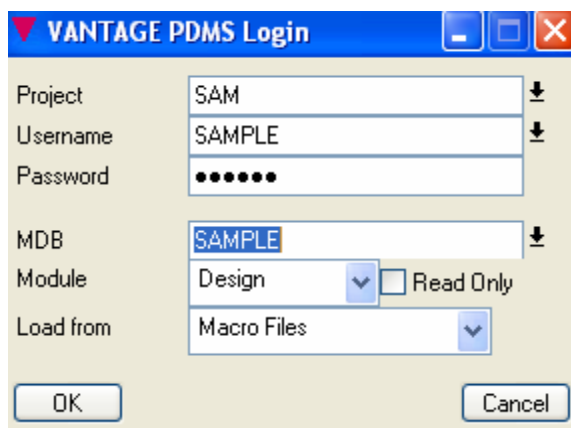 VANTAGE PDMS Login
Project SAM
Username SAMPLE
Password ●●●●●●
MDB SAMPLE
Module Design Read Only
Load from Macro Files
OK Cancel